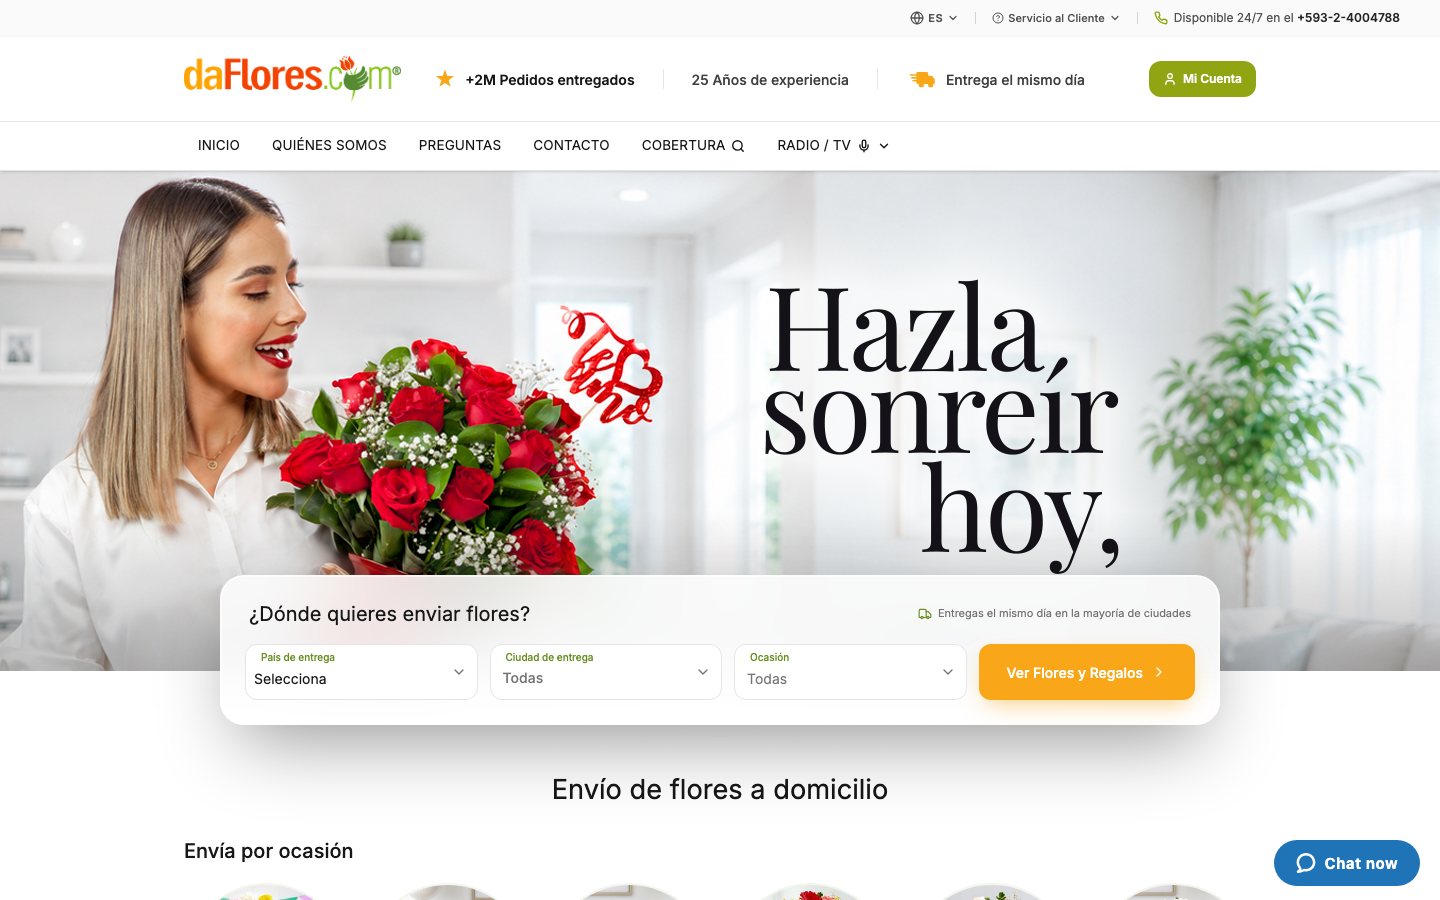 ES
Servicio al Cliente
Disponible 24/7 en el +593-2-4004788
daFlores.com®
+2M Pedidos entregados
25 Años de experiencia
Entrega el mismo día
Mi Cuenta
INICIO
QUIÉNES SOMOS
PREGUNTAS
CONTACTO
COBERTURA
RADIO / TV
Hazla
sonreír
hoy,
¿Dónde quieres enviar flores?
Entregas el mismo día en la mayoría de ciudades
País de entrega
Selecciona
Ciudad de entrega
Todas
Ocasión
Todas
Ver Flores y Regalos
Envío de flores a domicilio
Envía por ocasión
Chat now